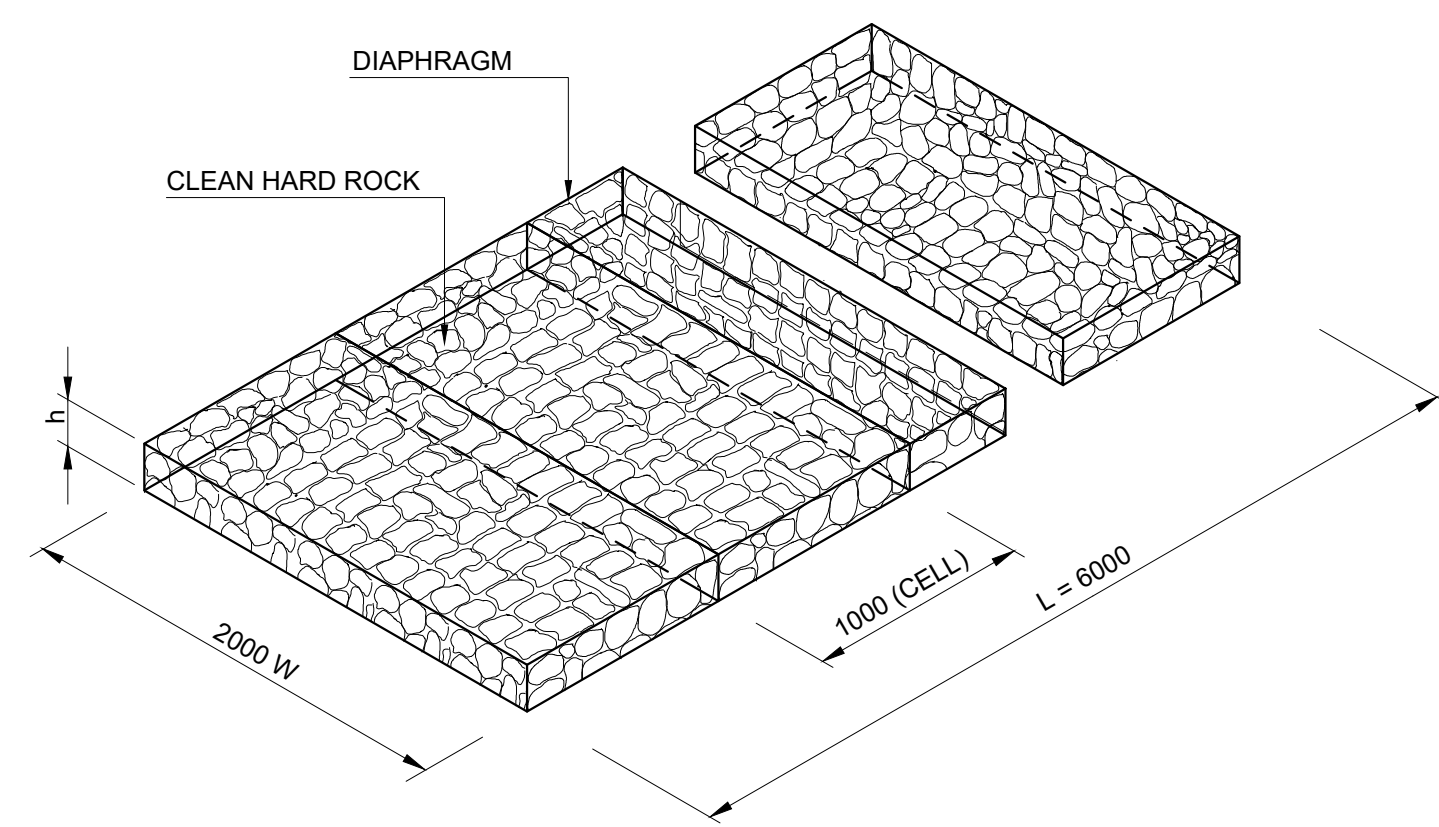 DIAPHRAGM
CLEAN HARD ROCK
h
2000 W
1000 (CELL)
L = 6000